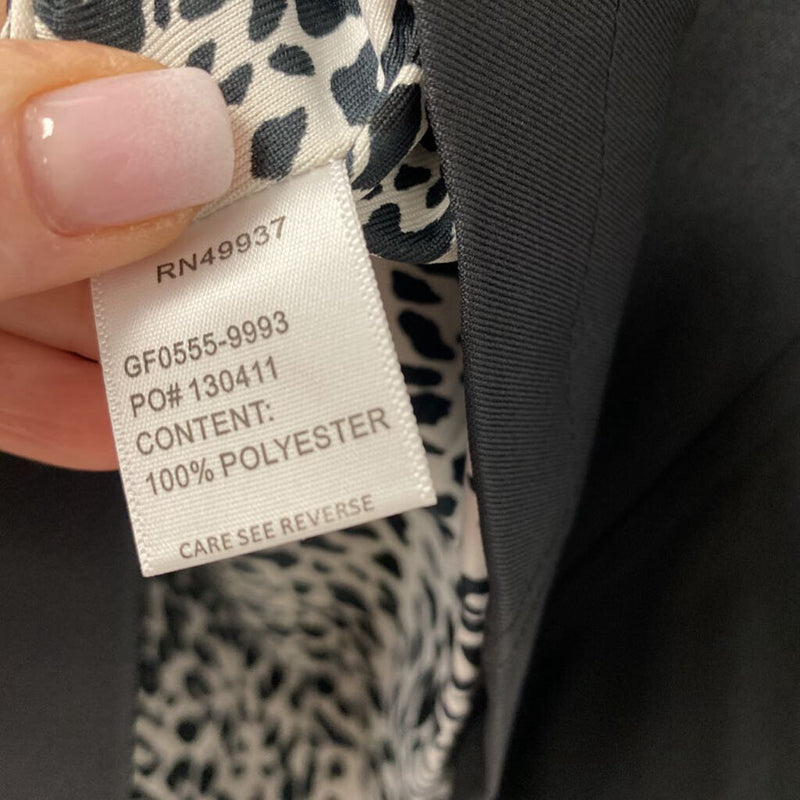 RN49937
GF0555-9993
PO# 130411
CONTENT:
100% POLYESTER
CARE SEE REVERSE